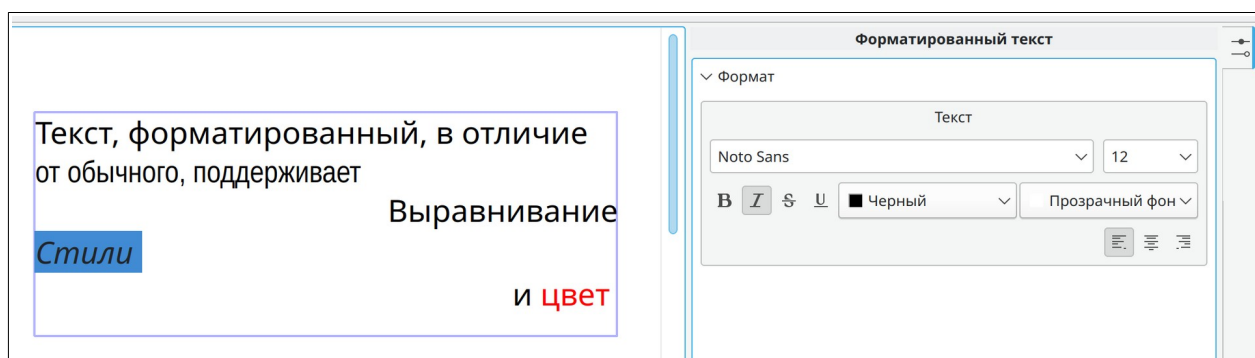 Форматированный текст
Формат
Текст
Noto Sans
12
B I S U Черный Прозрачный фон
Текст, форматированный, в отличие
от обычного, поддерживает
Выравнивание
Стили
и цвет